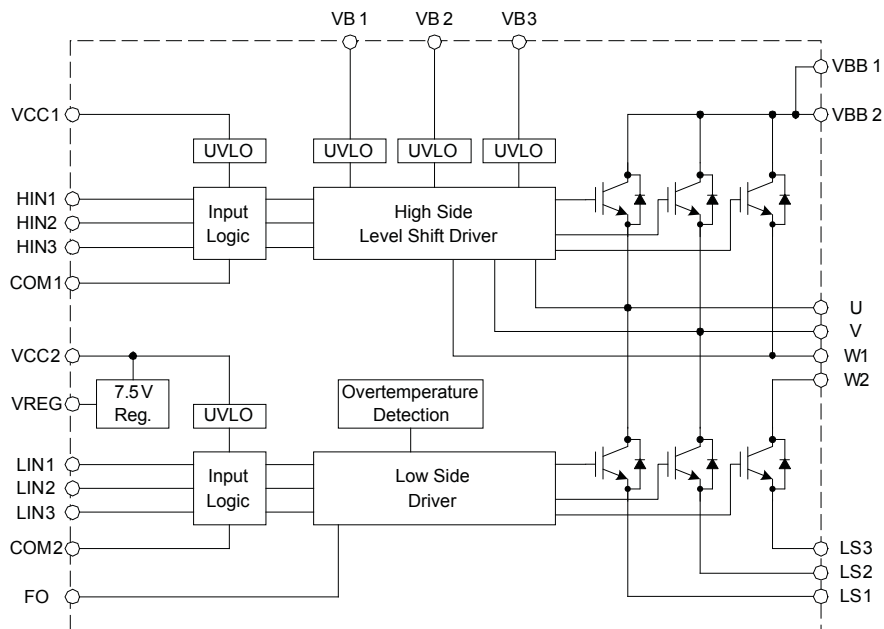 VB 1
VB 2
VB3
VBB 1
VCC1
VBB 2
UVLO
UVLO
UVLO
UVLO
HIN1
HIN2
HIN3
Input
Logic
High Side
Level Shift Driver
COM1
U
V
VCC2
W1
W2
VREG
7.5 V
Reg.
UVLO
Overtemperature
Detection
LIN1
LIN2
LIN3
Input
Logic
Low Side
Driver
COM2
LS3
LS2
FO
LS1